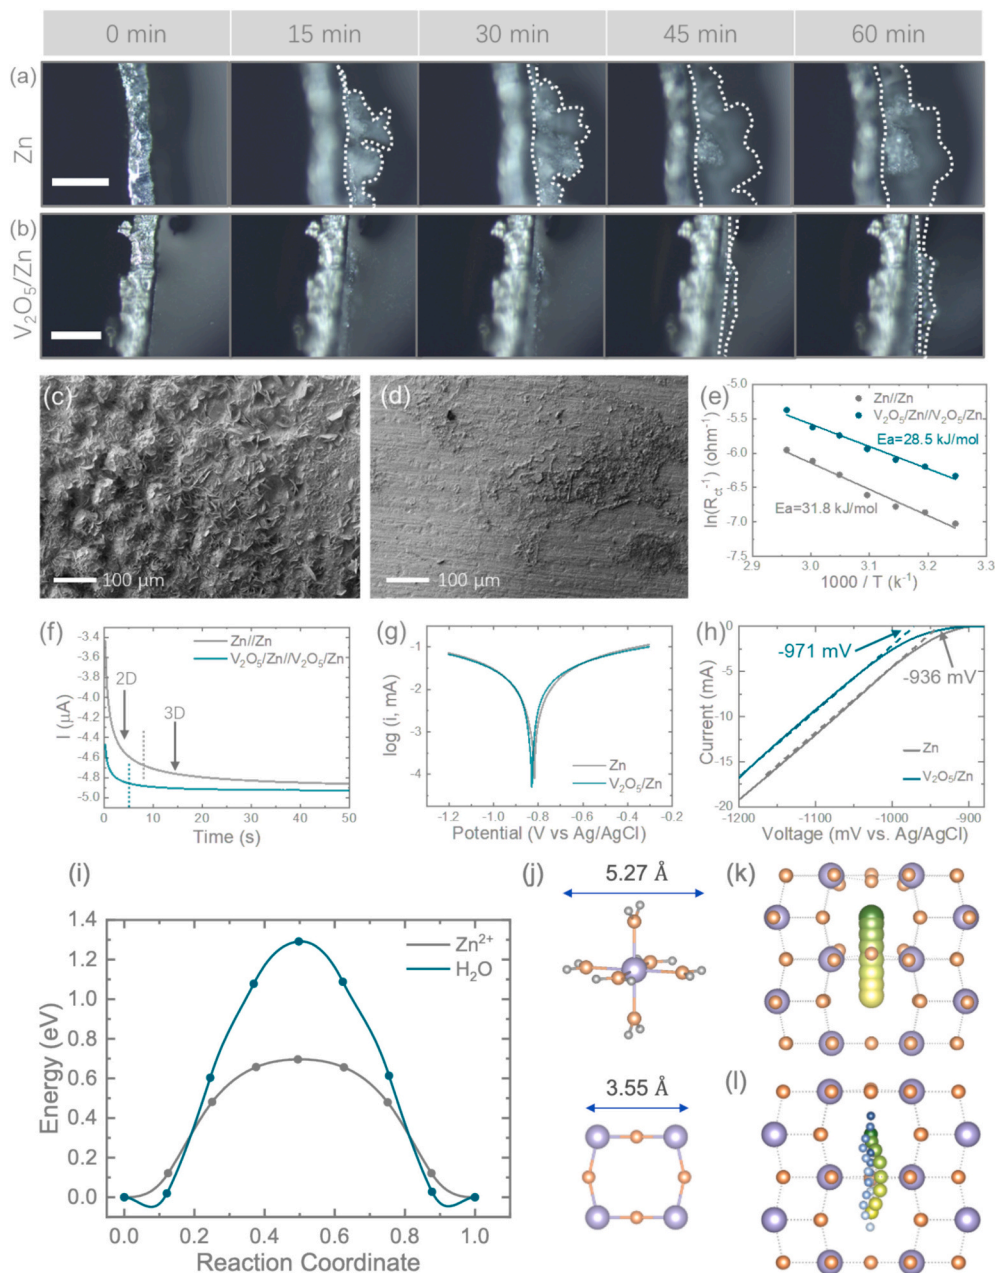 0 min 15 min 30 min 45 min 60 min
(a)
Zn
(b)
V₂O₅/Zn
(c)
100 μm
(d)
100 μm
(e)
Zn//Zn
V₂O₅/Zn//V₂O₅/Zn
Ea=28.5 kJ/mol
Ea=31.8 kJ/mol
ln(R_ct⁻¹) (ohm⁻¹)
-5.0
-5.5
-6.0
-6.5
-7.0
-7.5
2.9 3.0 3.1 3.2 3.3
1000 / T (k⁻¹)
(f)
Zn//Zn
V₂O₅/Zn//V₂O₅/Zn
2D
3D
I (μA)
-3.4
-3.6
-3.8
-4.0
-4.2
-4.4
-4.6
-4.8
-5.0
0 10 20 30 40 50
Time (s)
(g)
Zn
V₂O₅/Zn
log (i, mA)
-1
-2
-3
-4
-1.2 -1.0 -0.8 -0.6 -0.4 -0.2
Potential (V vs Ag/AgCl)
(h)
-971 mV
-936 mV
Zn
V₂O₅/Zn
Current (mA)
0
-5
-10
-15
-20
-1200 -1100 -1000 -900
Voltage (mV vs. Ag/AgCl)
(i)
Zn²⁺
H₂O
Energy (eV)
1.4
1.2
1.0
0.8
0.6
0.4
0.2
0.0
0.0 0.2 0.4 0.6 0.8 1.0
Reaction Coordinate
(j)
5.27 Å
3.55 Å
(k)
(l)